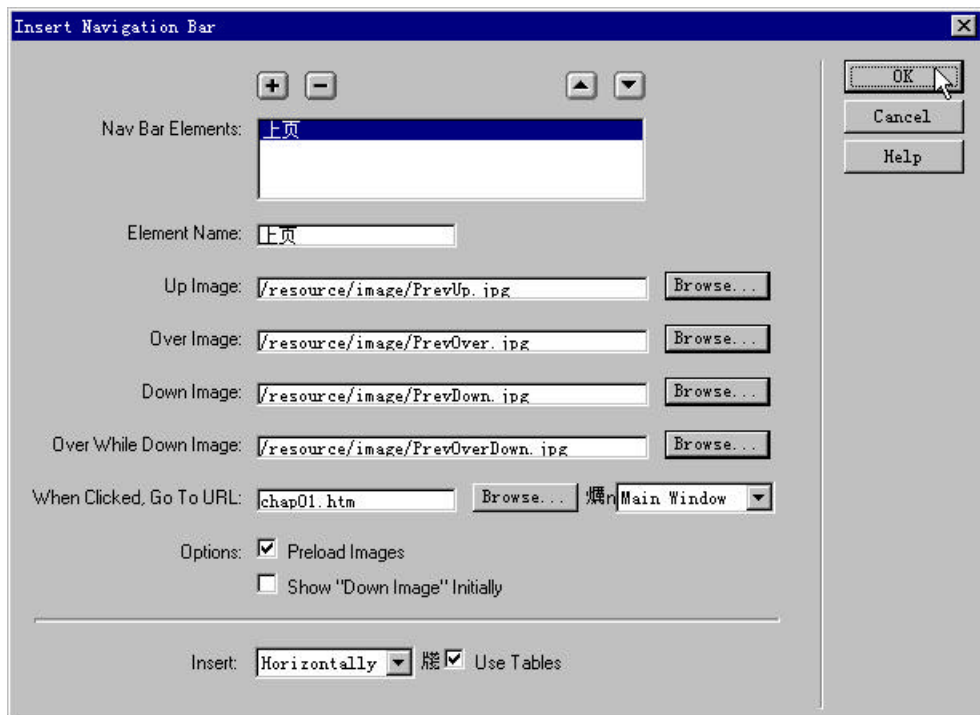 Insert Navigation Bar
OK
Cancel
Help
Nav Bar Elements: 上页
Element Name: 上页
Up Image: /resource/image/PrevUp.jpg Browse...
Over Image: /resource/image/PrevOver.jpg Browse...
Down Image: /resource/image/PrevDown.jpg Browse...
Over While Down Image: /resource/image/PrevOverDown.jpg Browse...
When Clicked, Go To URL: chap01.htm Browse... Main Window
Options: Preload Images
Show "Down Image" Initially
Insert: Horizontally Use Tables